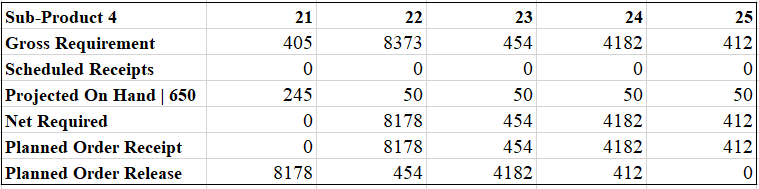 Sub-Product 4 21 22 23 24 25
Gross Requirement 405 8373 454 4182 412
Scheduled Receipts 0 0 0 0 0
Projected On Hand | 650 245 50 50 50 50
Net Required 0 8178 454 4182 412
Planned Order Receipt 0 8178 454 4182 412
Planned Order Release 8178 454 4182 412 0